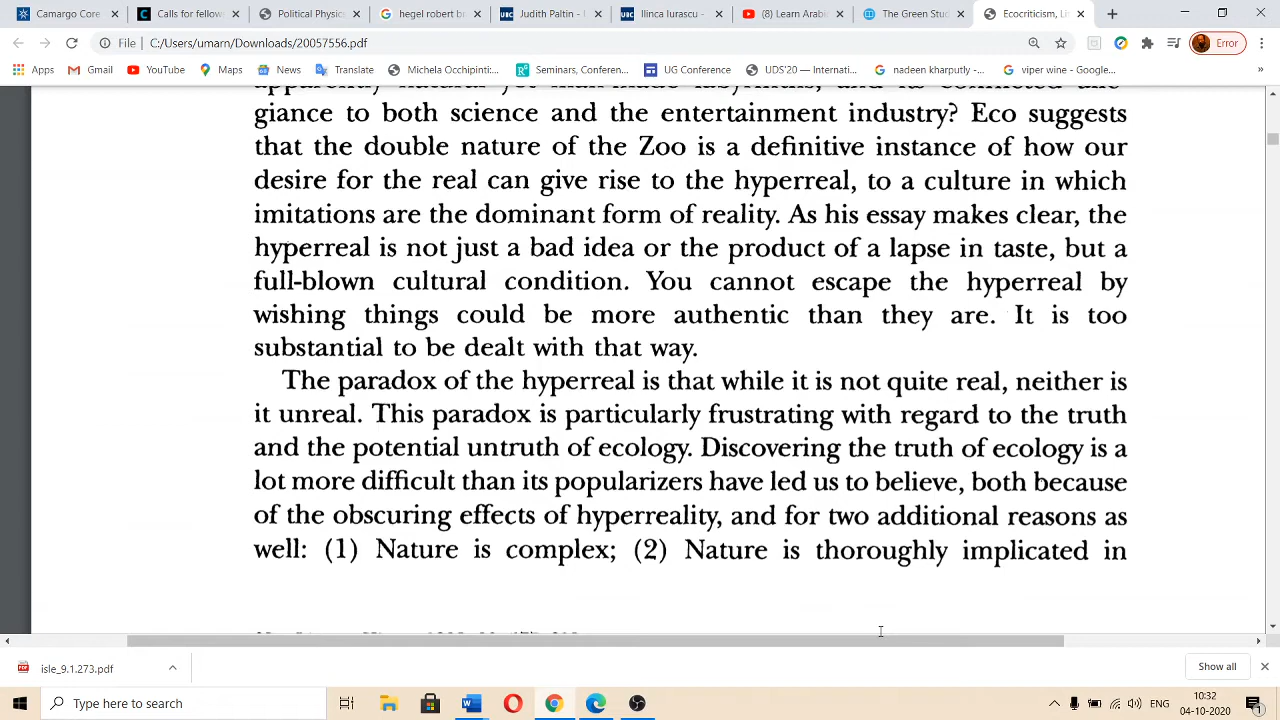 SINo Core Co
Calls for fellow
Political Physic
hegel robert br
Judith Paltin - L
Ilinca Iurascu -
(8) Learn Arabic
The Green Stud
Ecocriticism, Lit
File | C:/Users/umarn/Downloads/20057556.pdf
Error
Apps Gmail YouTube Maps News Translate Michela Ochipinti:... Seminars, Conferen... UG Conference UDS'20 — Internati... nadeen kharputly -... viper wine - Google... »
giance to both science and the entertainment industry? Eco suggests
that the double nature of the Zoo is a definitive instance of how our
desire for the real can give rise to the hyperreal, to a culture in which
imitations are the dominant form of reality. As his essay makes clear, the
hyperreal is not just a bad idea or the product of a lapse in taste, but a
full-blown cultural condition. You cannot escape the hyperreal by
wishing things could be more authentic than they are. It is too
substantial to be dealt with that way.
The paradox of the hyperreal is that while it is not quite real, neither is
it unreal. This paradox is particularly frustrating with regard to the truth
and the potential untruth of ecology. Discovering the truth of ecology is a
lot more difficult than its popularizers have led us to believe, both because
of the obscuring effects of hyperreality, and for two additional reasons as
well: (1) Nature is complex; (2) Nature is thoroughly implicated in
isle_9.1.273.pdf
Show all
Type here to search
ENG
10:32
04-10-2020